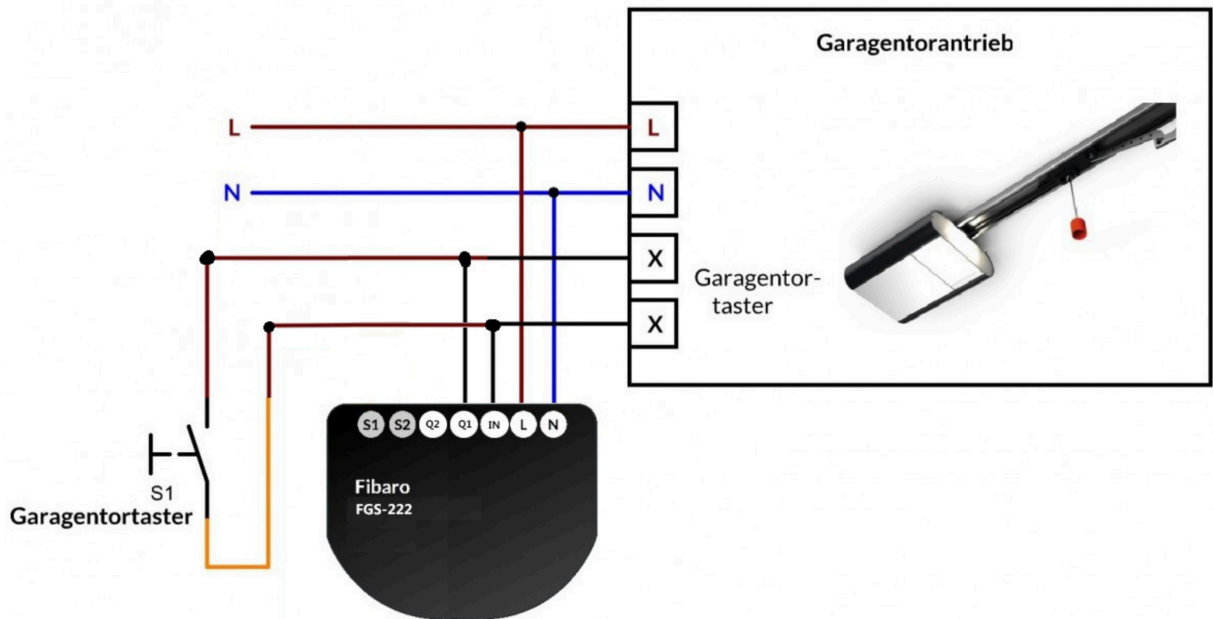 Garagentorantrieb
L
L
N
N
X
Garagentor-
taster
X
S1
S2
Q2
Q1
IN
L
N
S1
Garagentortaster
Fibaro
FGS-222